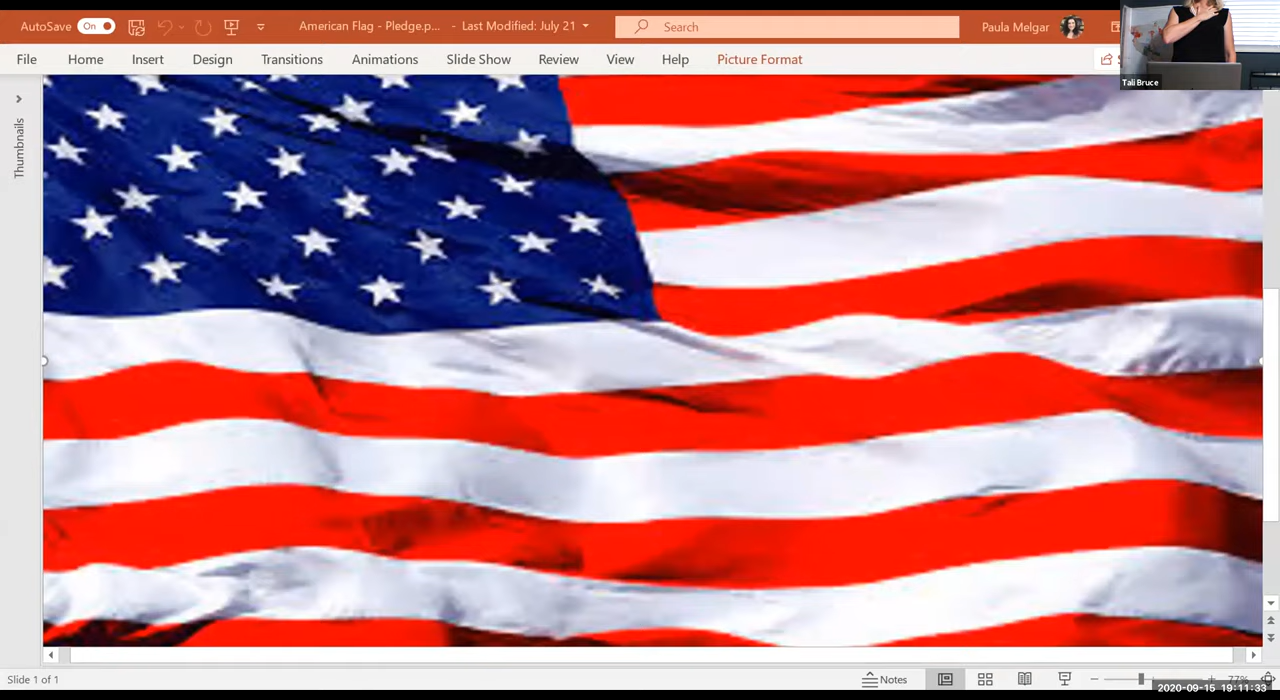 AutoSave On American Flag - Pledge.p... - Last Modified: July 21 Search Paula Melgar
File Home Insert Design Transitions Animations Slide Show Review View Help Picture Format
Tali Bruce
Thumbnails
Slide 1 of 1 Notes 77%
2020-09-15 19:11:33